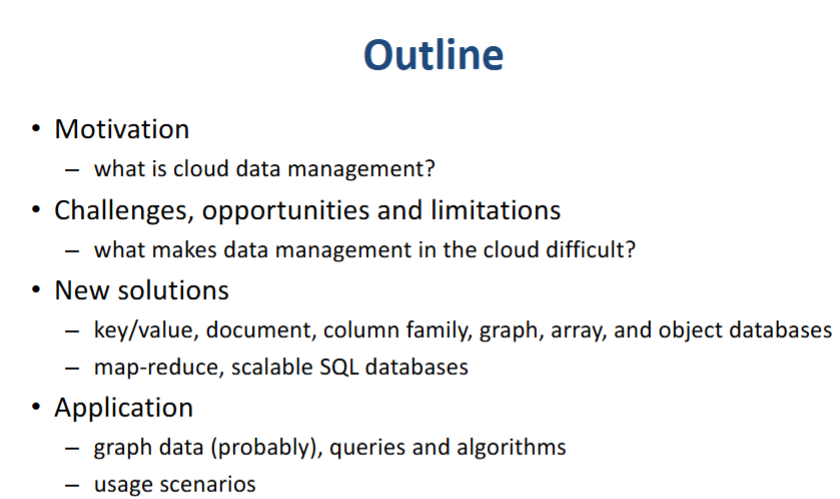 Outline
• Motivation
– what is cloud data management?
• Challenges, opportunities and limitations
– what makes data management in the cloud difficult?
• New solutions
– key/value, document, column family, graph, array, and object databases
– map-reduce, scalable SQL databases
• Application
– graph data (probably), queries and algorithms
– usage scenarios